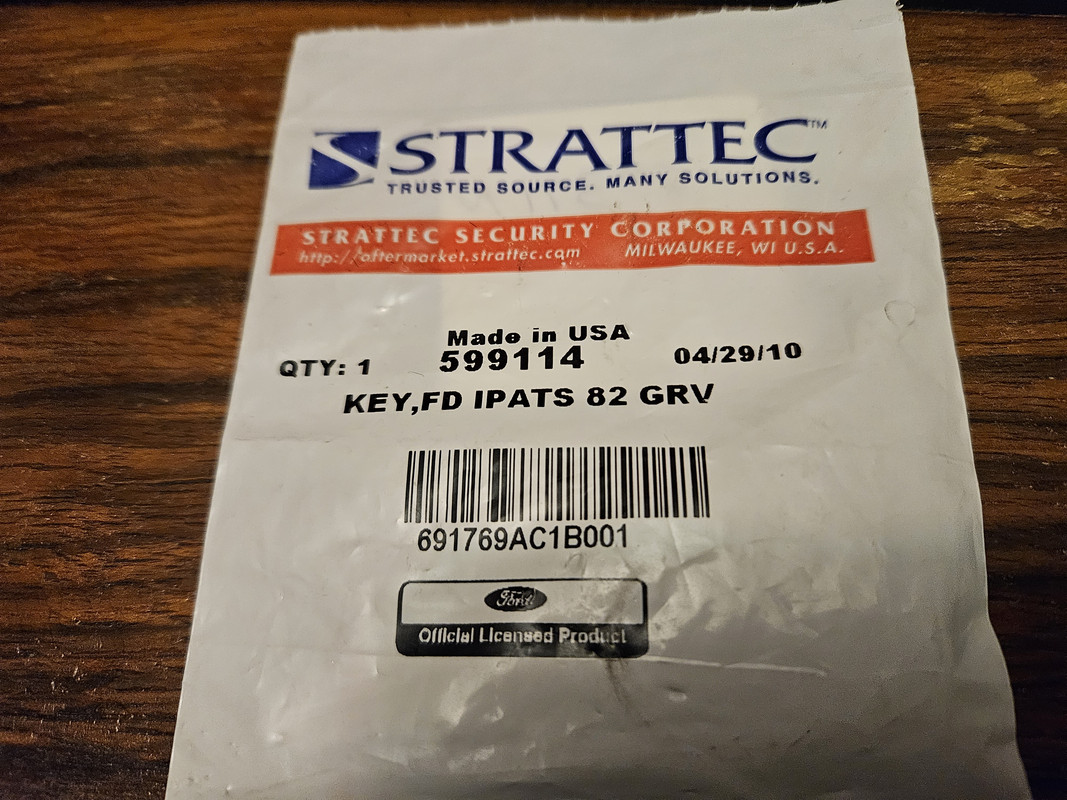 STRATTEC™
TRUSTED SOURCE. MANY SOLUTIONS.
STRATTEC SECURITY CORPORATION
http://aftermarket.strattec.com MILWAUKEE, WI U.S.A.
Made in USA
QTY: 1 599114 04/29/10
KEY,FD IPATS 82 GRV
691769AC1B001
Ford
Official Licensed Product